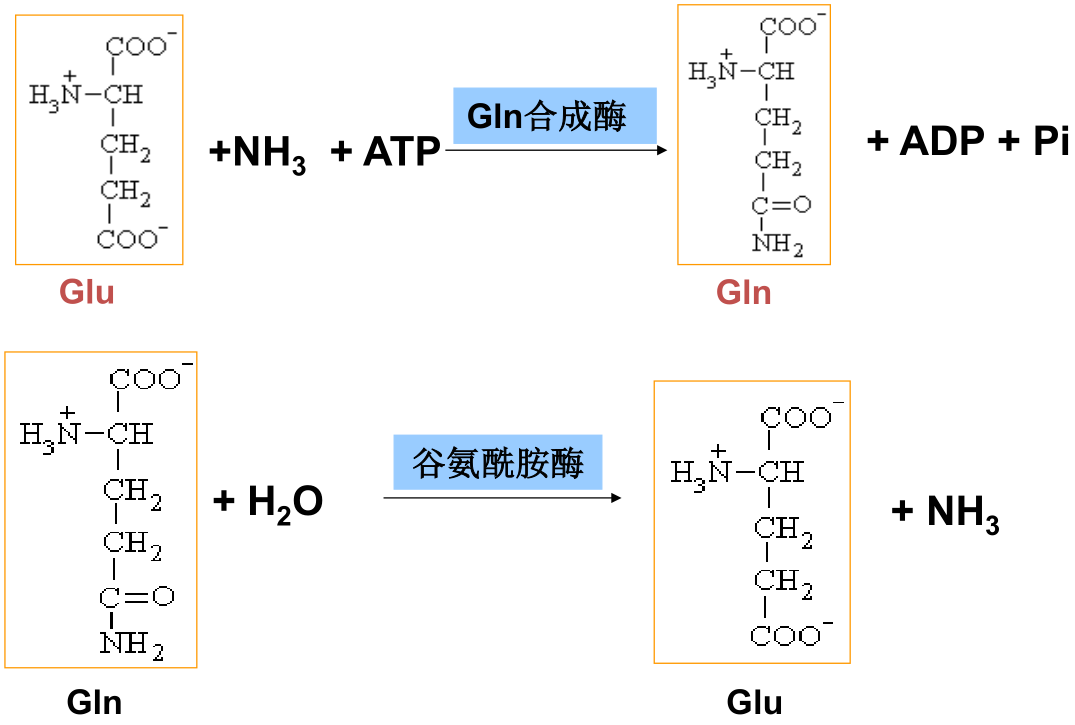 COO⁻
H₃N⁺–CH
CH₂
CH₂
COO⁻
Glu
+NH₃ + ATP
Gln合成酶
COO⁻
H₃N⁺–CH
CH₂
CH₂
C=O
NH₂
Gln
+ ADP + Pi
COO⁻
H₃N⁺–CH
CH₂
CH₂
C=O
NH₂
Gln
+ H₂O
谷氨酰胺酶
COO⁻
H₃N⁺–CH
CH₂
CH₂
COO⁻
Glu
+ NH₃